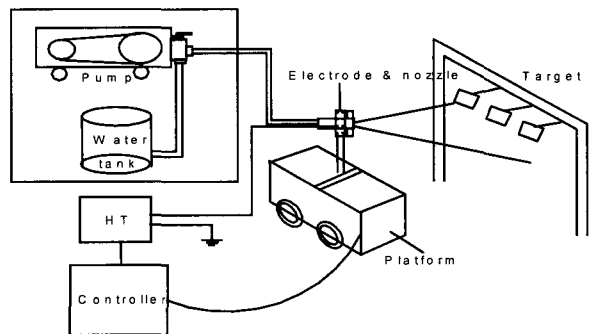 Pump
Electrode & nozzle
Target
Water
tank
HT
Platform
Controller